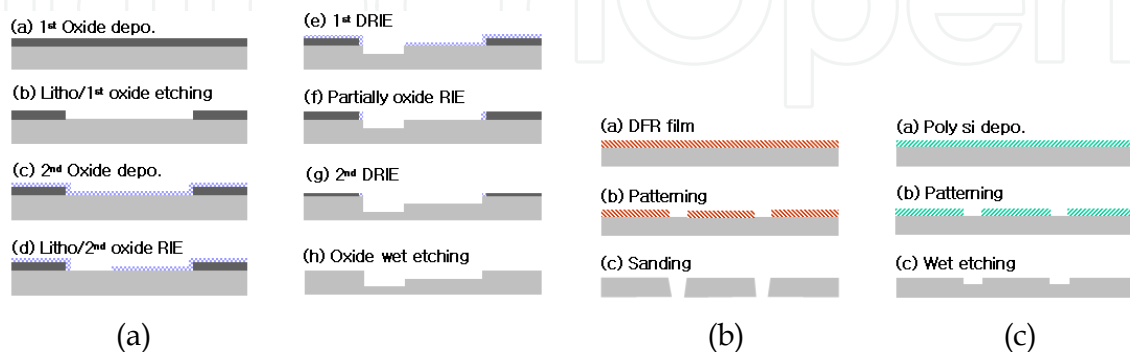 (a) 1st Oxide depo.
(b) Litho/1st oxide etching
(c) 2nd Oxide depo.
(d) Litho/2nd oxide RIE
(e) 1st DRIE
(f) Partially oxide RIE
(g) 2nd DRIE
(h) Oxide wet etching
(a)
(a) DFR film
(b) Patterning
(c) Sanding
(b)
(a) Poly si depo.
(b) Patterning
(c) Wet etching
(c)